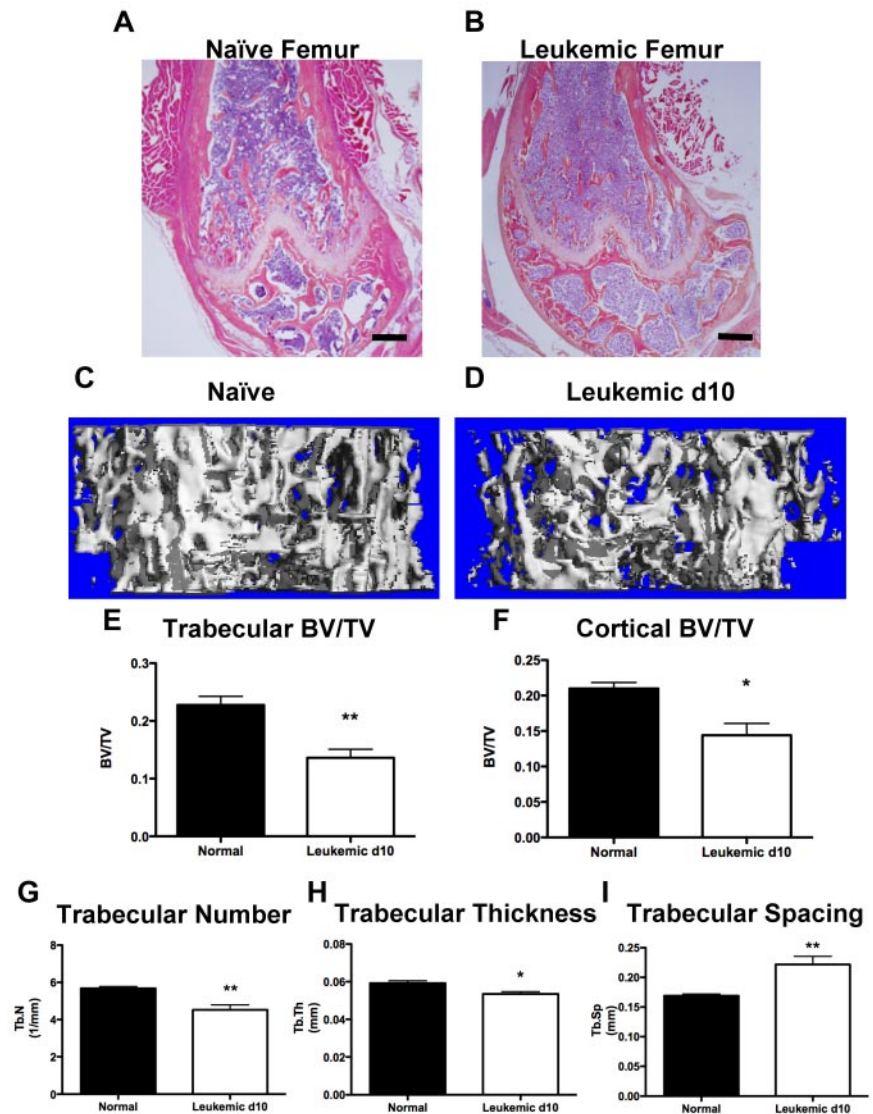 A
Naïve Femur
B
Leukemic Femur
C
Naïve
D
Leukemic d10
E
Trabecular BV/TV
BV/TV
0.3
0.2
0.1
0.0
**
Normal
Leukemic d10
F
Cortical BV/TV
BV/TV
0.25
0.20
0.15
0.10
0.05
0.00
*
Normal
Leukemic d10
G
Trabecular Number
Tb.N
(1/mm)
8
6
4
2
0
**
Normal
Leukemic d10
H
Trabecular Thickness
Tb.Th
(mm)
0.08
0.06
0.04
0.02
0.00
*
Normal
Leukemic d10
I
Trabecular Spacing
Tb.Sp
(mm)
0.25
0.20
0.15
0.10
0.05
0.00
**
Normal
Leukemic d10